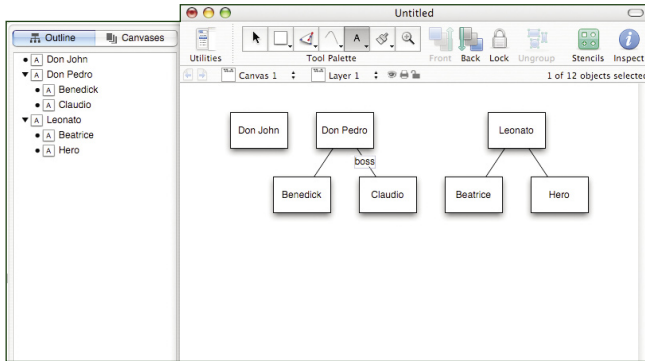 Untitled
Outline
Canvases
Utilities
Tool Palette
A
Front
Back
Lock
Ungroup
Stencils
Inspect
Canvas 1
Layer 1
1 of 12 objects selected
A Don John
A Don Pedro
A Benedick
A Claudio
A Leonato
A Beatrice
A Hero
Don John
Don Pedro
Leonato
boss
Benedick
Claudio
Beatrice
Hero